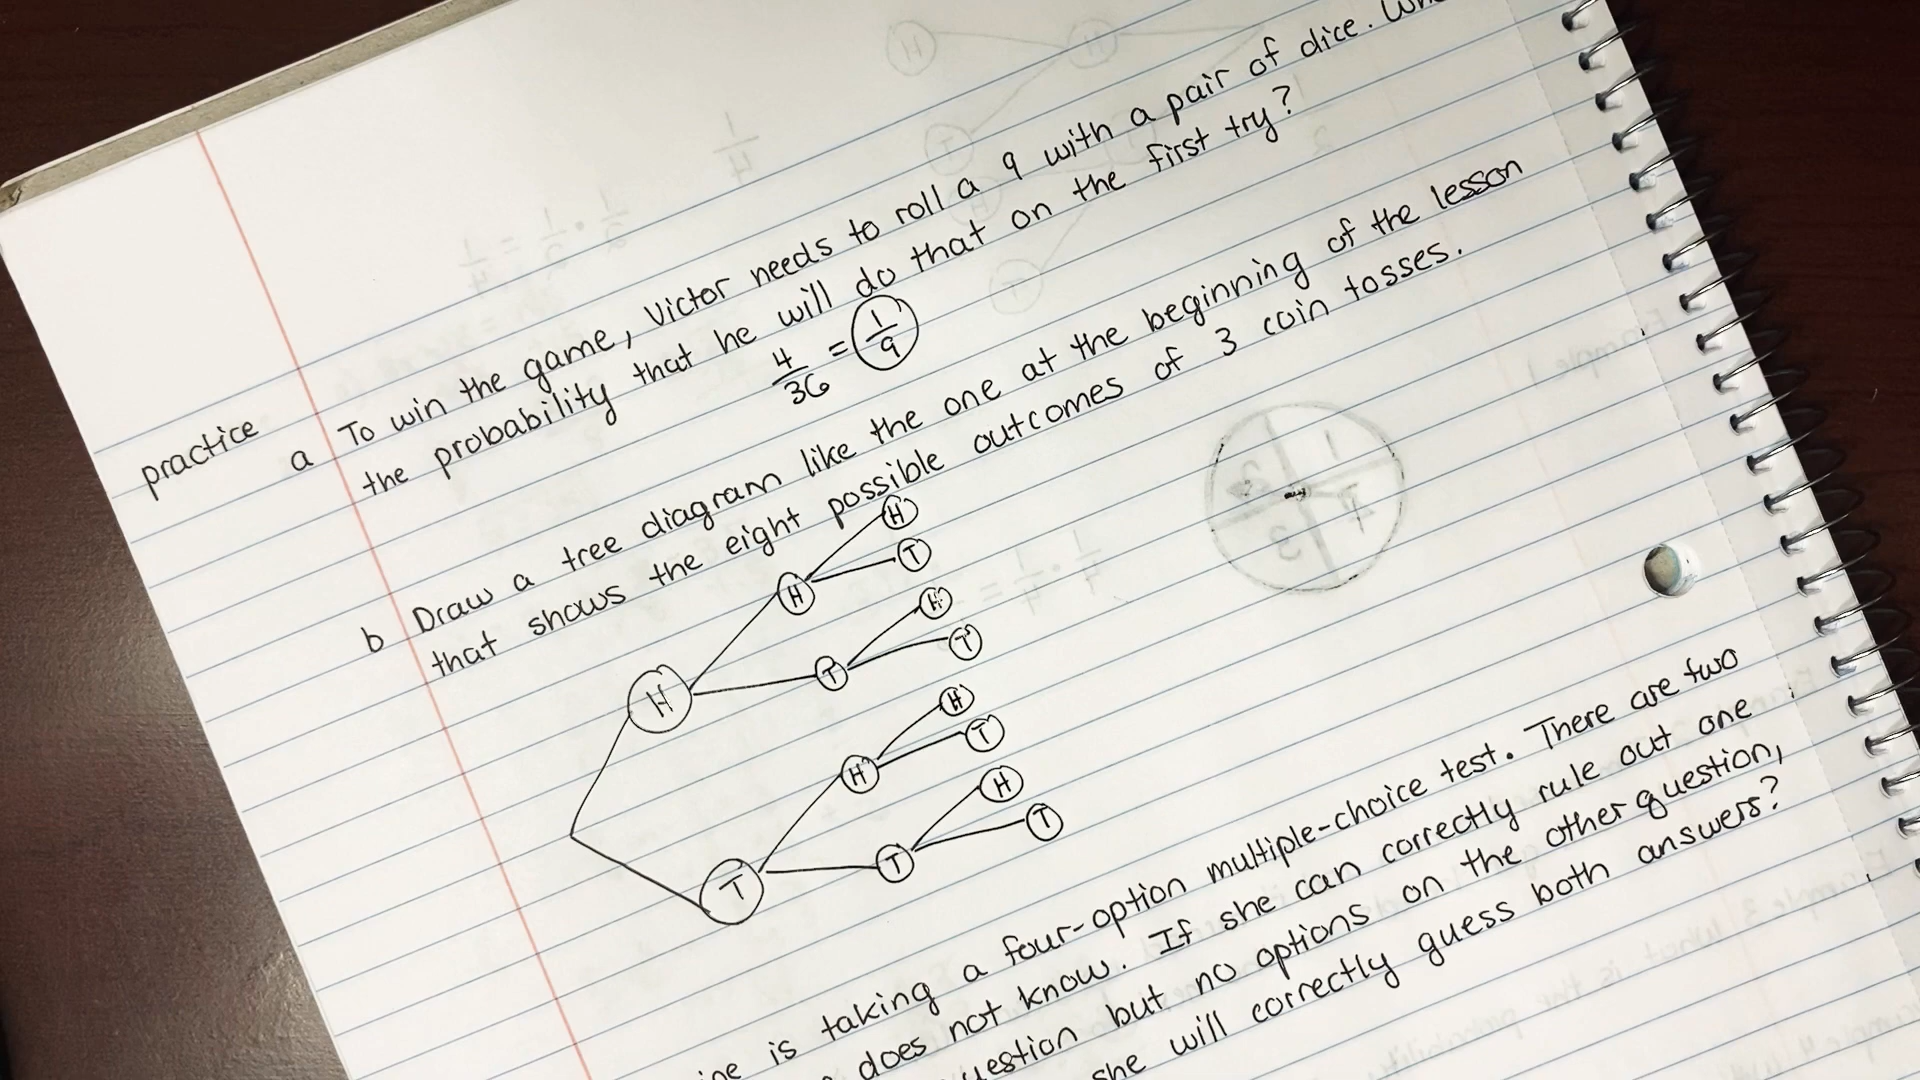 practice
a To win the game, Victor needs to roll a 9 with a pair of dice.
the probability that he will do that on the first try?
4/36 = 1/9
b Draw a tree diagram like the one at the beginning of the lesson
that shows the eight possible outcomes of 3 coin tosses.
H
T
H
H
T
H
T
H
T
H
H
T
T
T
is taking a four-option multiple-choice test. There are two
does not know. If she can correctly rule out one
but no options on the other question,
she will correctly guess both answers?